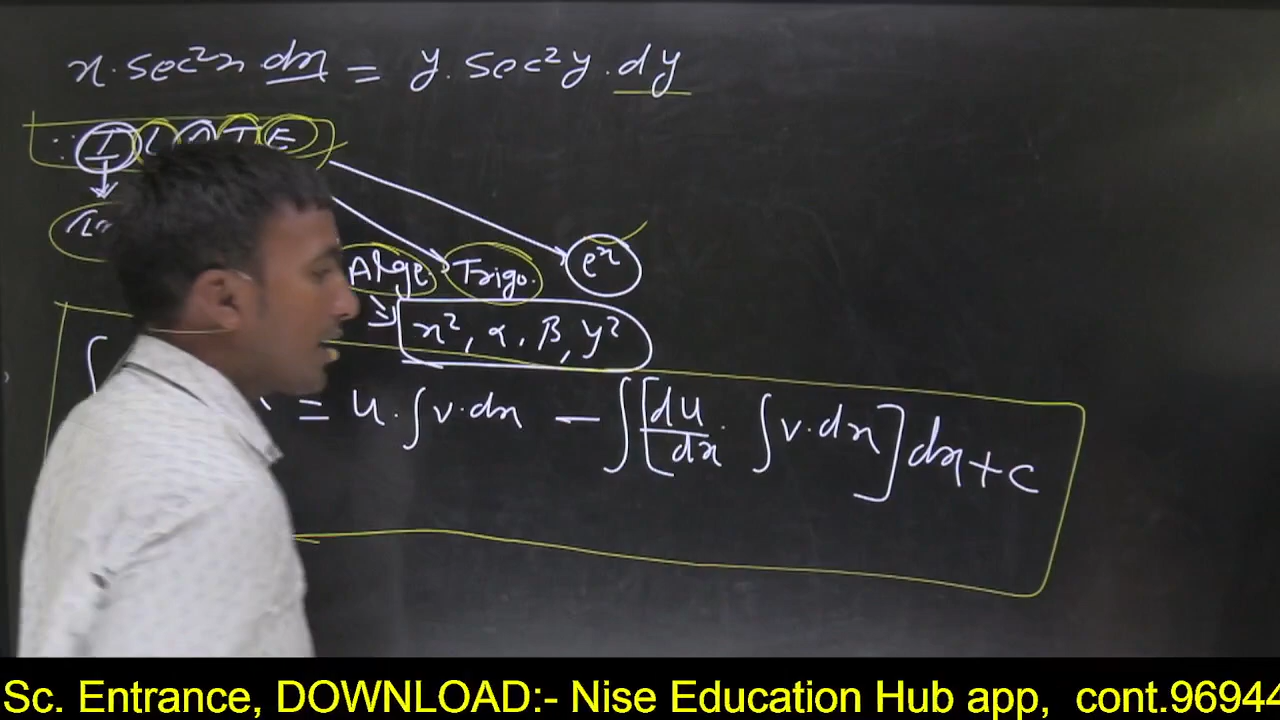 x. sec²x dx = y. sec²y. dy
∵ I L A T E
Alge. Trigo. eˣ
⇒ x², α, β, y²
∫ = u. ∫v.dx − ∫[du/dx. ∫v.dx]dx+c
Sc. Entrance, DOWNLOAD:- Nise Education Hub app, cont.96944